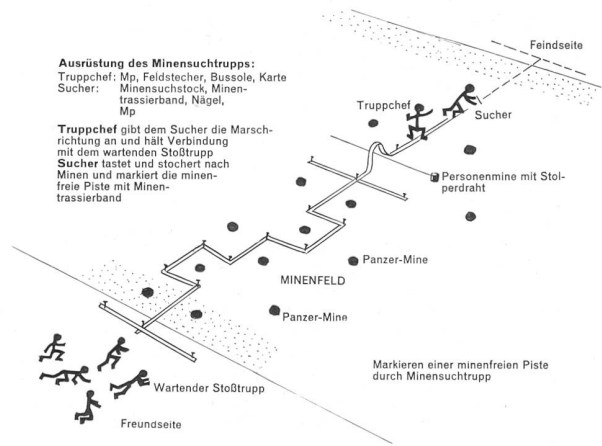 Ausrüstung des Minensuchtrupps:
Truppchef: Mp, Feldstecher, Bussole, Karte
Sucher: Minensuchstock, Minen-
trassierband, Nägel,
Mp
Truppchef gibt dem Sucher die Marsch-
richtung an und hält Verbindung
mit dem wartenden Stoßtrupp
Sucher tastet und stochert nach
Minen und markiert die minen-
freie Piste mit Minen-
trassierband
Feindseite
Truppchef
Sucher
Personenmine mit Stol-
perdraht
Panzer-Mine
MINENFELD
Panzer-Mine
Markieren einer minenfreien Piste
durch Minensuchtrupp
Wartender Stoßtrupp
Freundseite